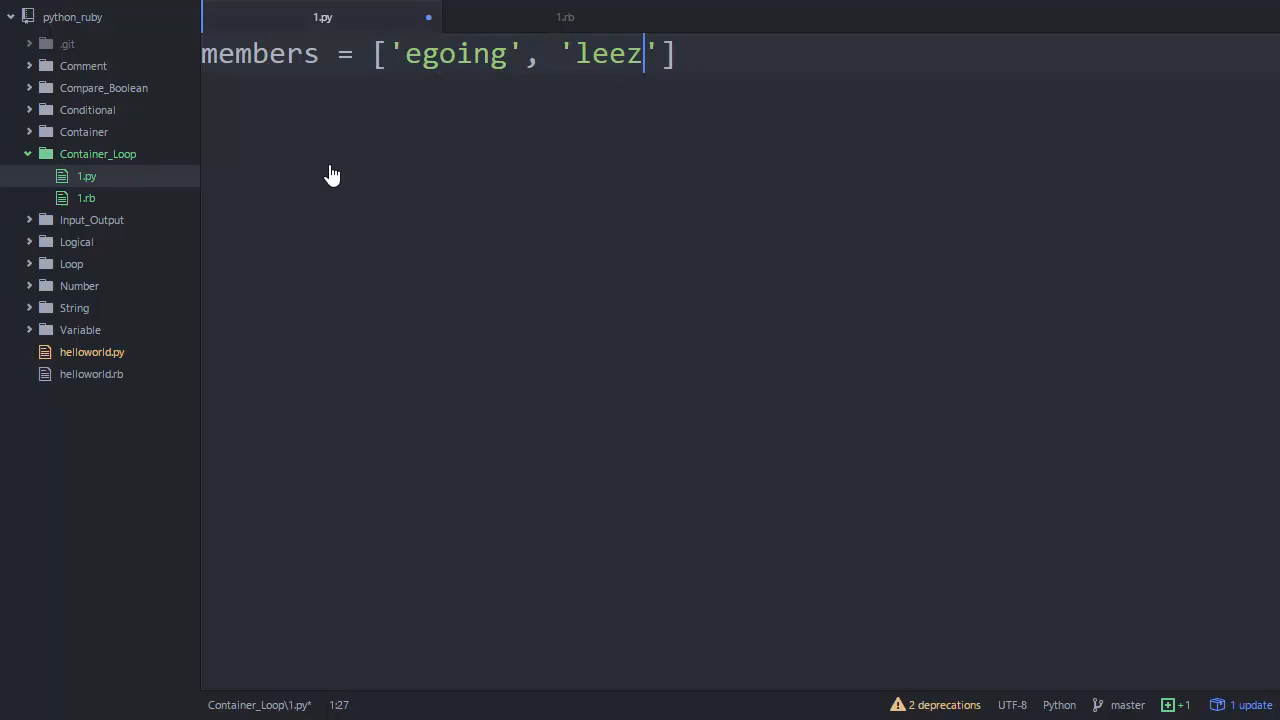 python_ruby
.git
Comment
Compare_Boolean
Conditional
Container
Container_Loop
1.py
1.rb
Input_Output
Logical
Loop
Number
String
Variable
helloworld.py
helloworld.rb
1.py
1.rb
members = ['egoing', 'leez']
Container_Loop\1.py* 1:27 2 deprecations UTF-8 Python master +1 1 update